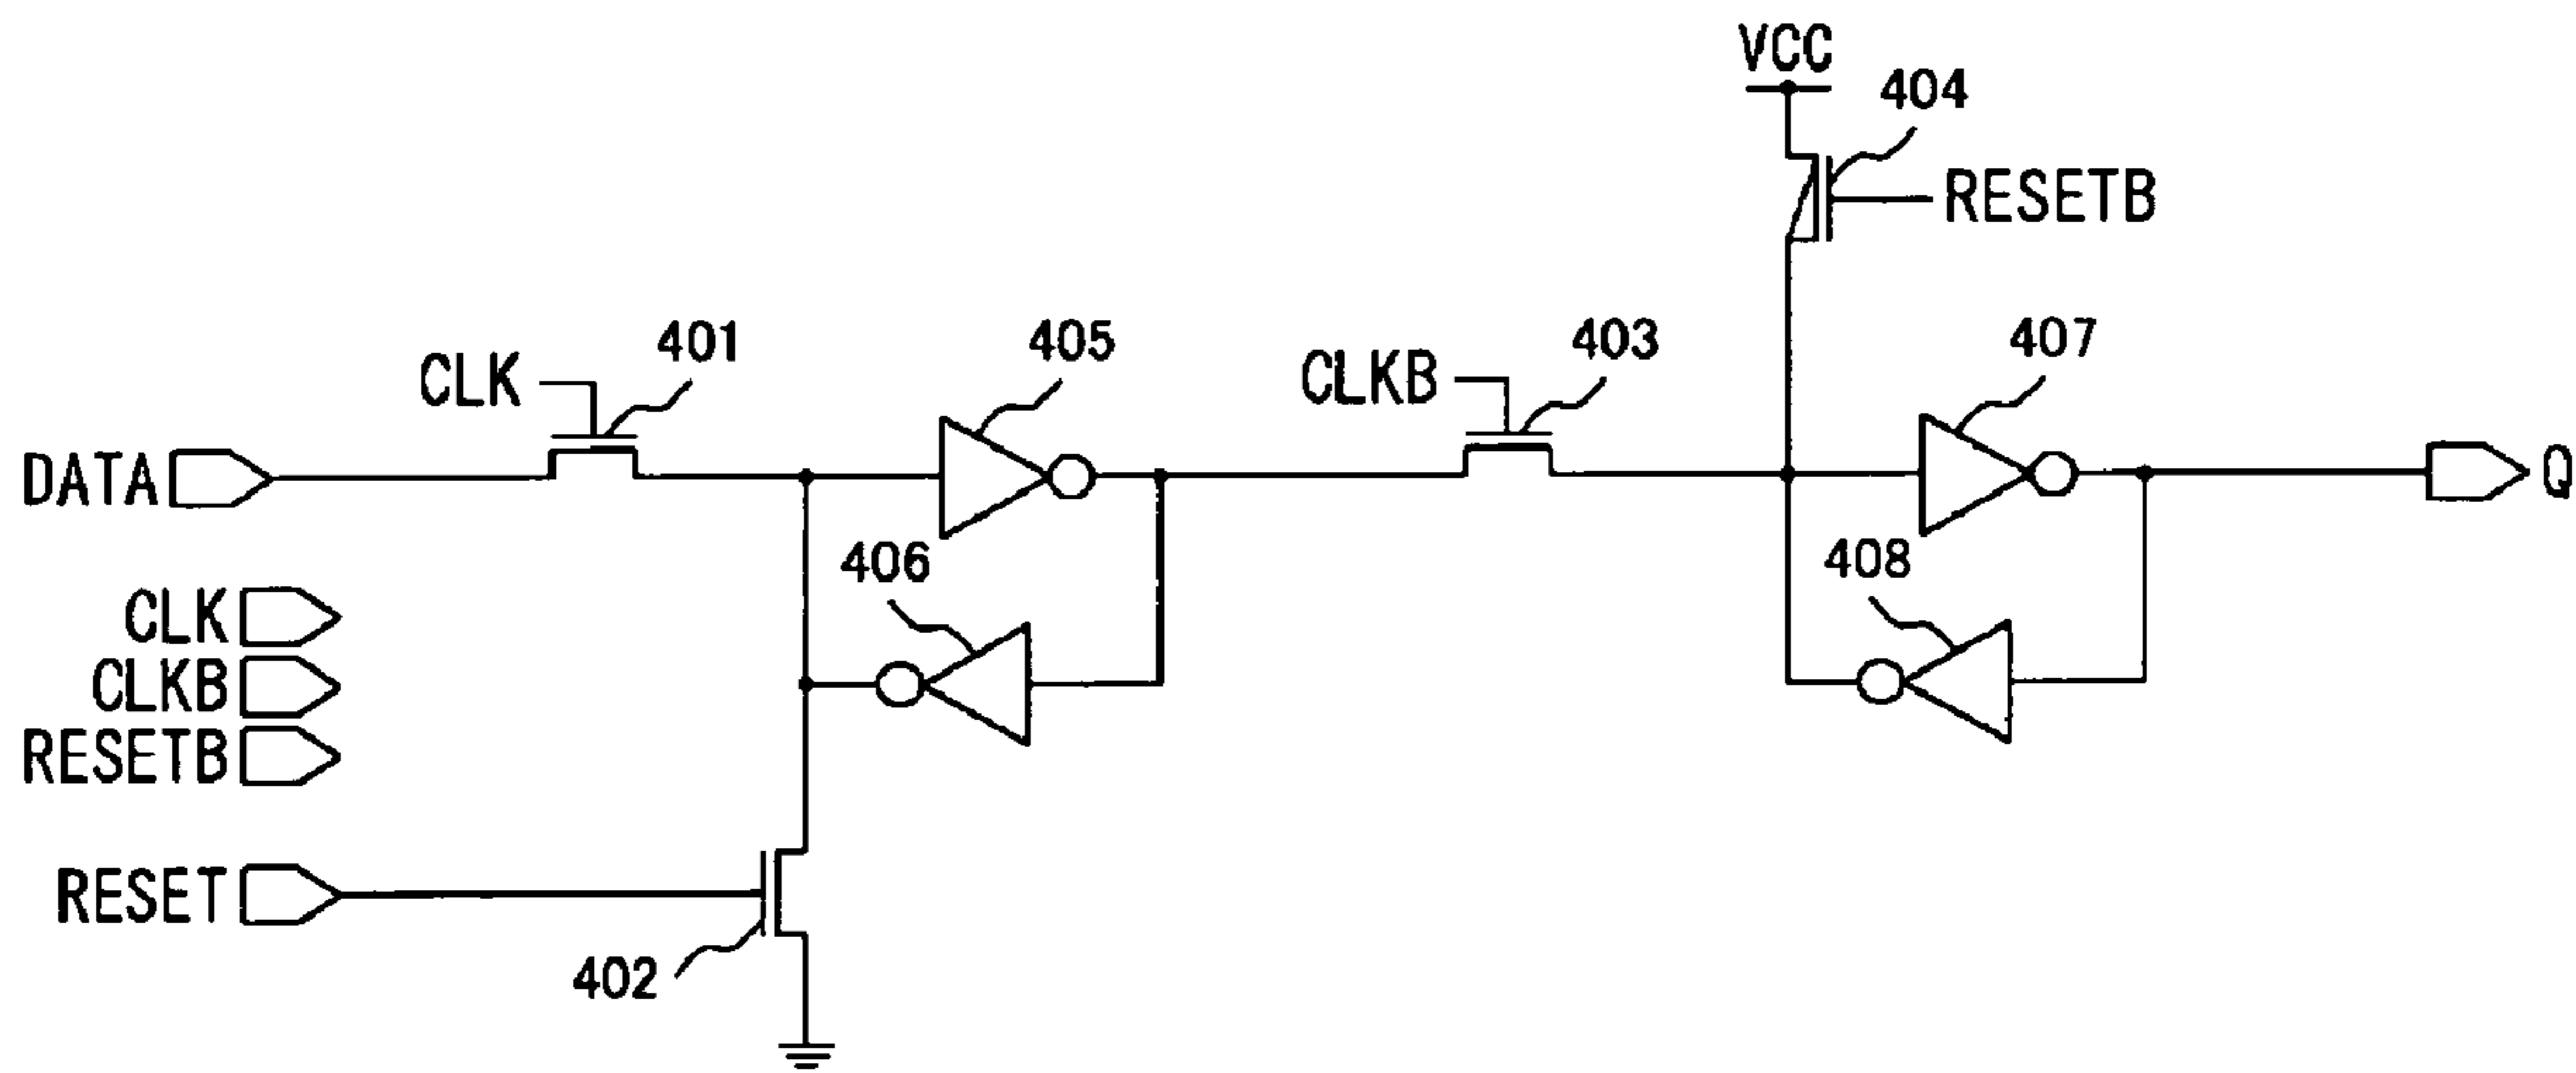 VCC
404
RESETB
CLK
401
405
CLKB
403
407
DATA
Q
406
408
CLK
CLKB
RESETB
RESET
402